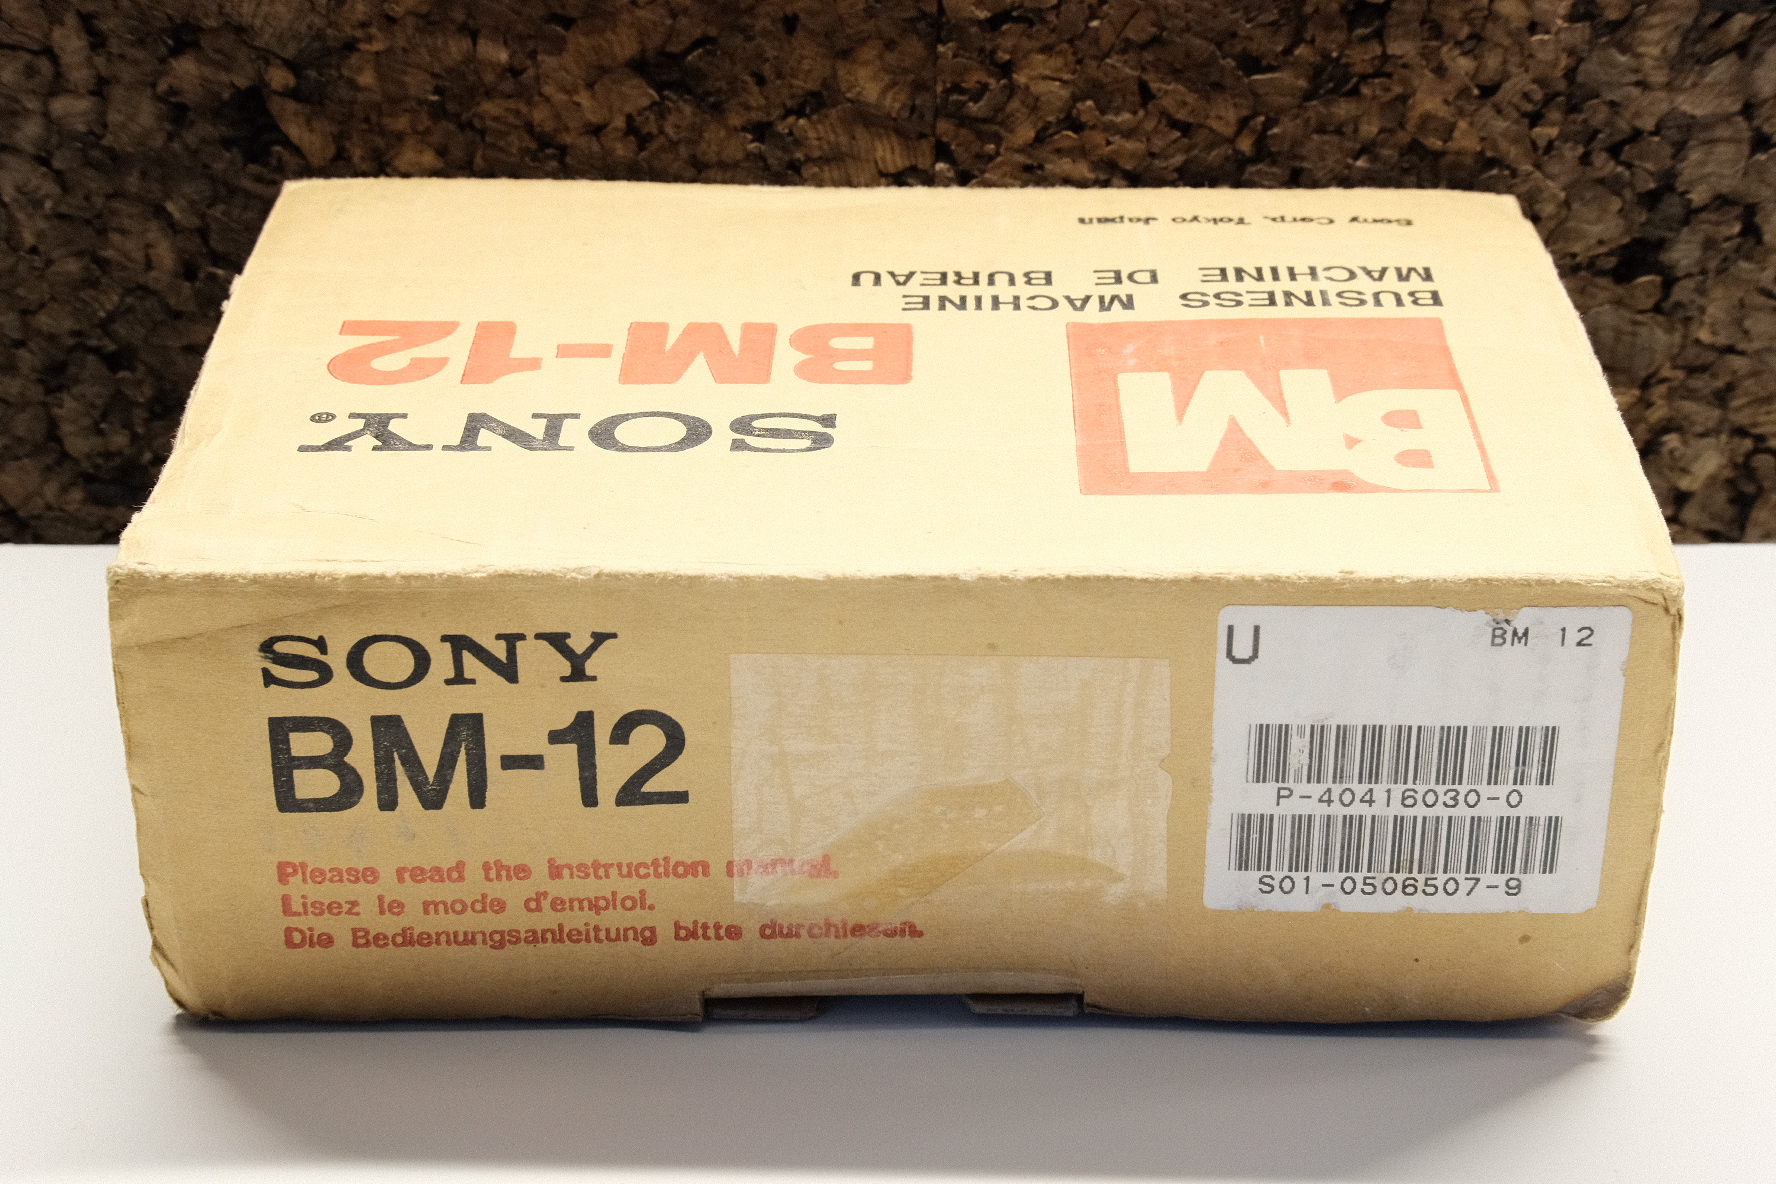 Sony Corp. Tokyo Japan
MACHINE DE BUREAU
BUSINESS MACHINE
BM-12
BM
SONY®
SONY
BM-12
Please read the instruction manual.
Lisez le mode d'emploi.
Die Bedienungsanleitung bitte durchlesen.
U
BM 12
P-40416030-0
S01-0506507-9